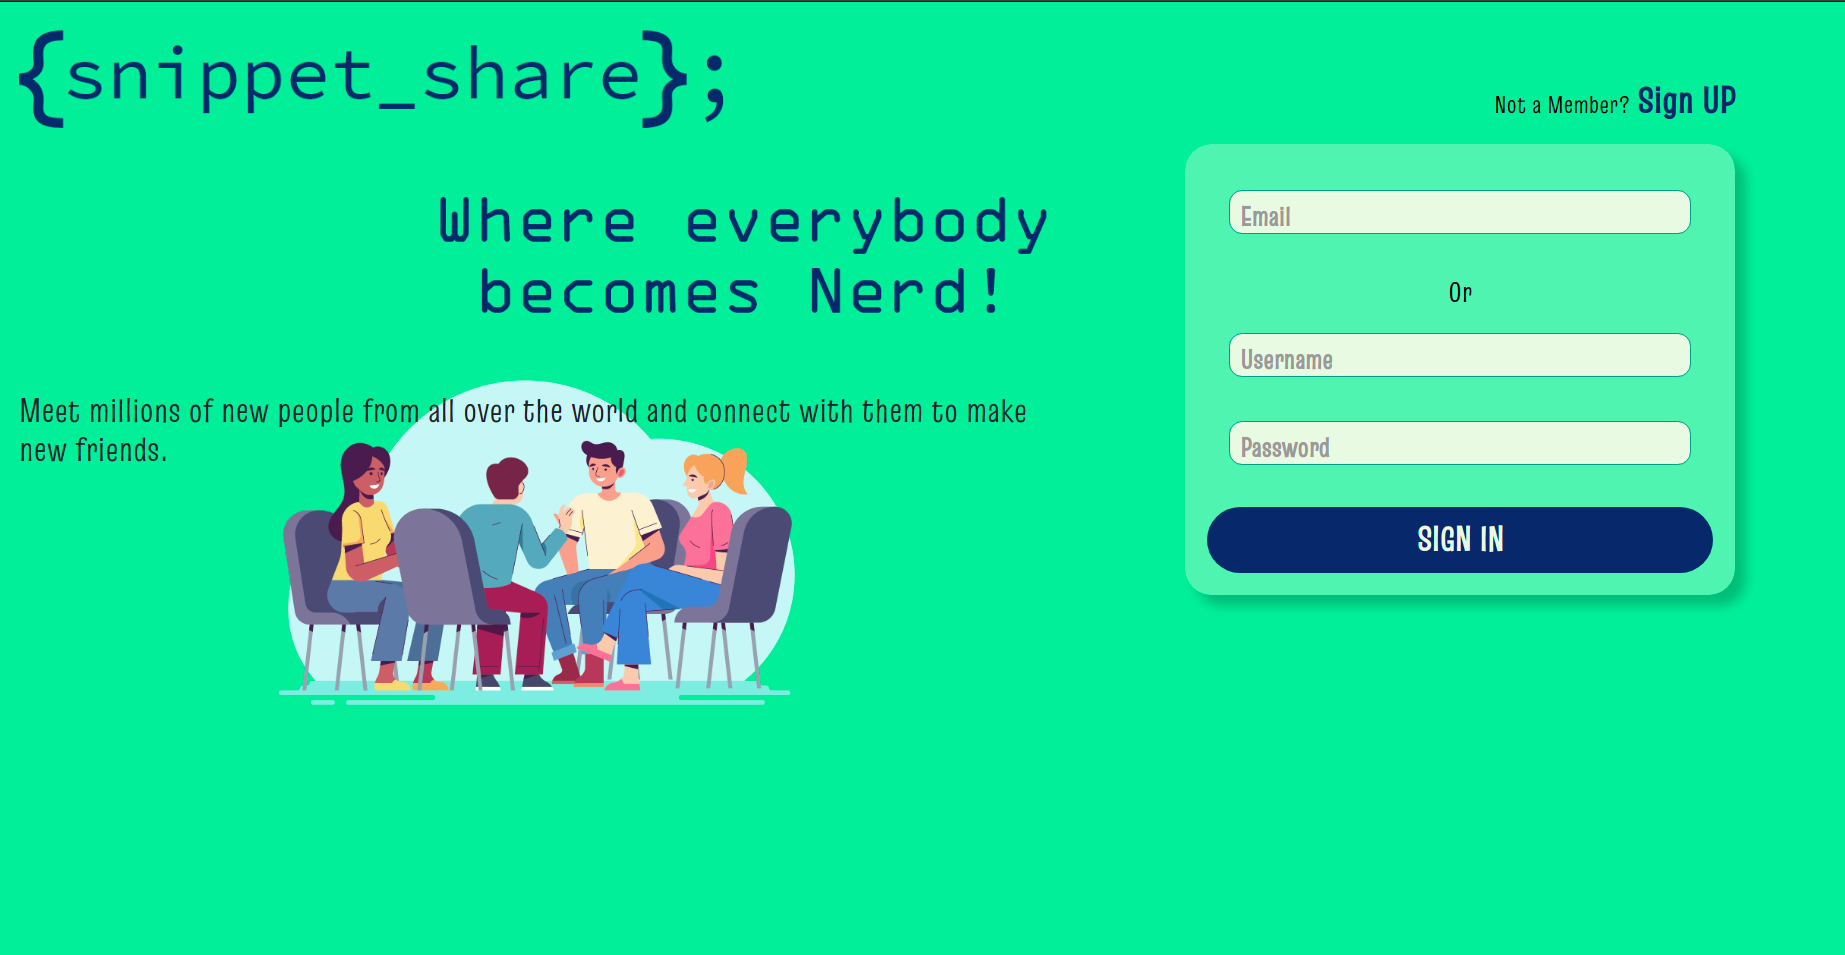 {snippet_share};
Not a Member? Sign UP
Where everybody
becomes Nerd!
Meet millions of new people from all over the world and connect with them to make
new friends.
Email
Or
Username
Password
SIGN IN